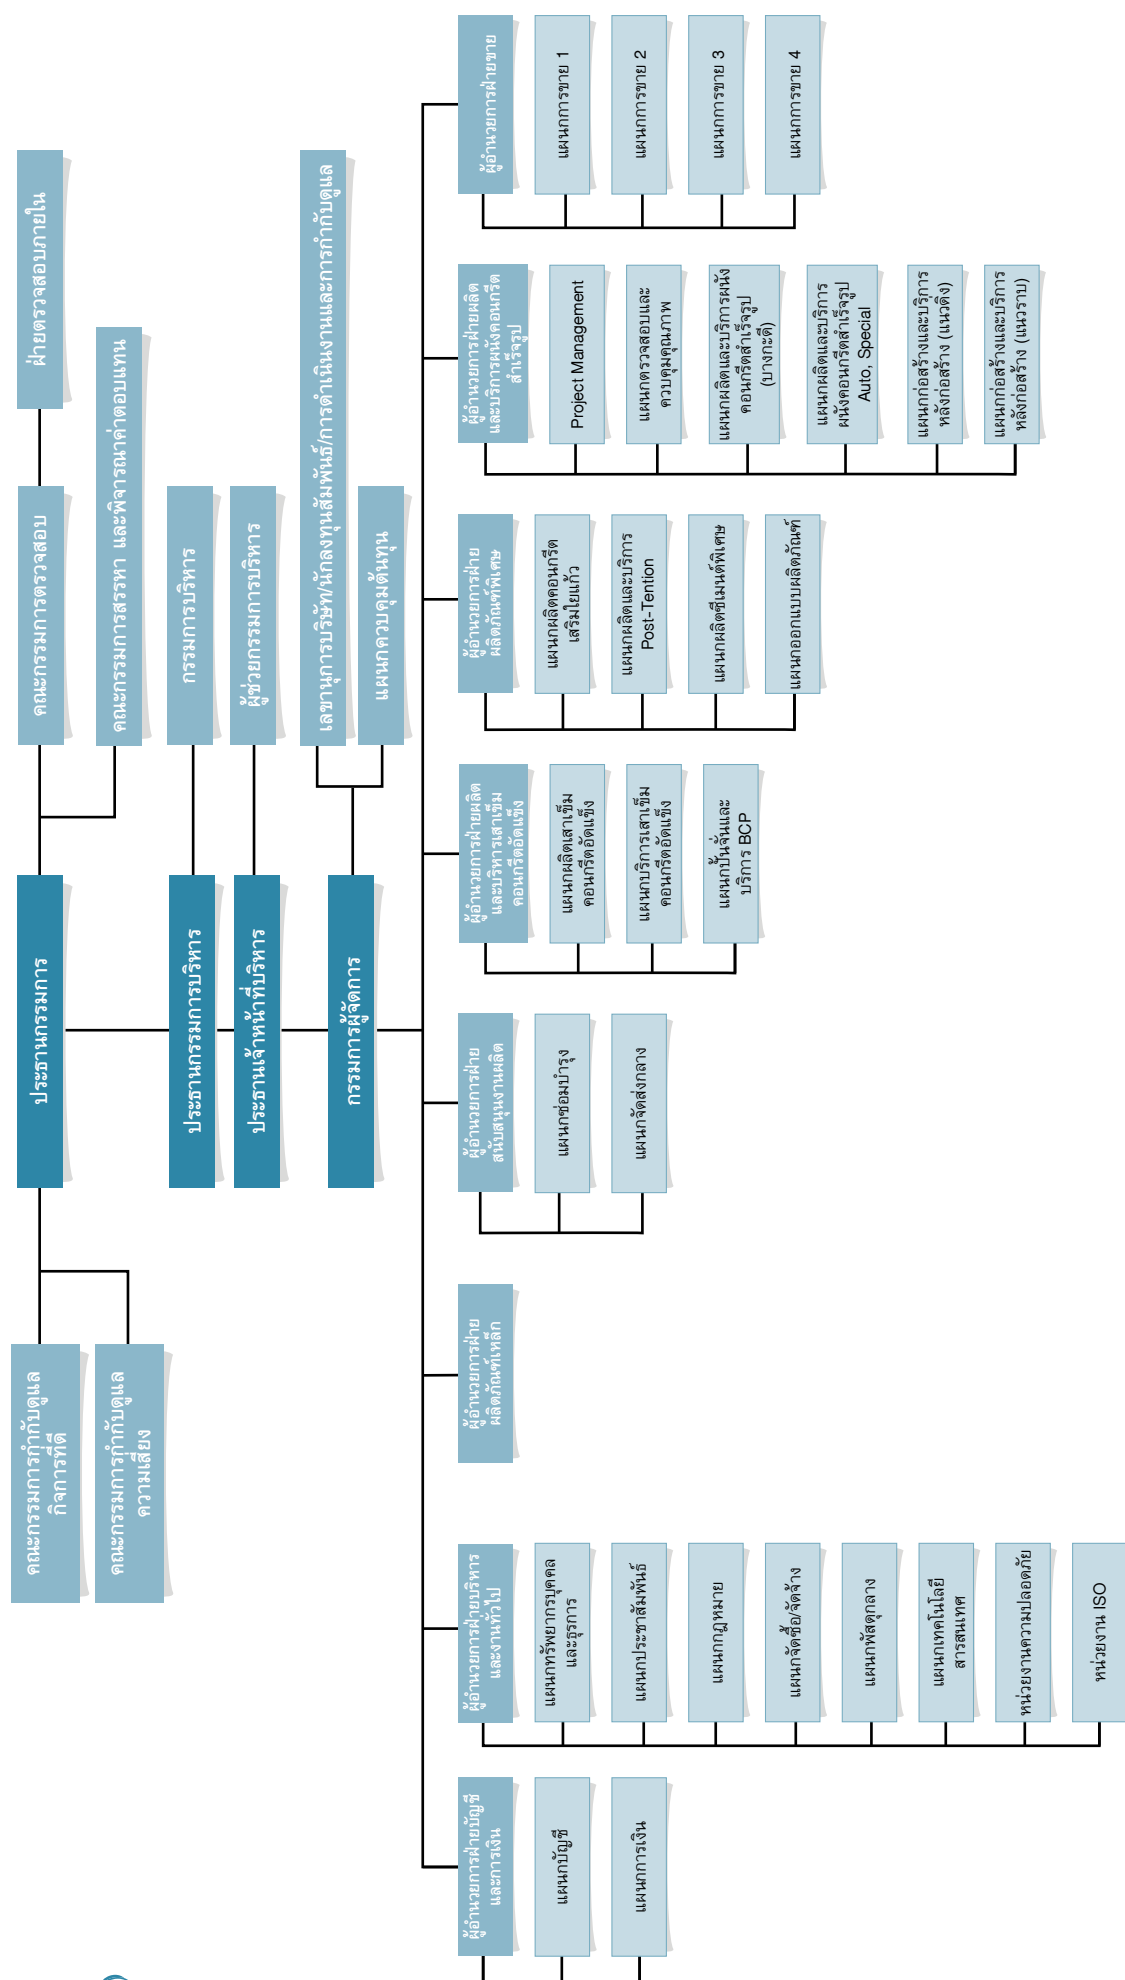 ประธานกรรมการ
คณะกรรมการกำกับดูแล
กิจการที่ดี
คณะกรรมการกำกับดูแล
ความเสี่ยง
คณะกรรมการตรวจสอบ
ฝ่ายตรวจสอบภายใน
คณะกรรมการสรรหา และพิจารณาค่าตอบแทน
ประธานกรรมการบริหาร
กรรมการบริหาร
ประธานเจ้าหน้าที่บริหาร
ผู้ช่วยกรรมการบริหาร
กรรมการผู้จัดการ
เลขานุการบริษัท/นักลงทุนสัมพันธ์/การดำเนินงานและการกำกับดูแล
แผนกควบคุมต้นทุน
ผู้อำนวยการฝ่ายบัญชี
และการเงิน
แผนกบัญชี
แผนกการเงิน
ผู้อำนวยการฝ่ายบริหาร
และงานทั่วไป
แผนกทรัพยากรบุคคล
และธุรการ
แผนกประชาสัมพันธ์
แผนกกฎหมาย
แผนกจัดซื้อ/จัดจ้าง
แผนกพัสดุกลาง
แผนกเทคโนโลยี
สารสนเทศ
หน่วยงานความปลอดภัย
หน่วยงาน ISO
ผู้อำนวยการฝ่าย
ผลิตภัณฑ์เหล็ก
ผู้อำนวยการฝ่าย
สนับสนุนงานผลิต
แผนกซ่อมบำรุง
แผนกจัดส่งกลาง
ผู้อำนวยการฝ่ายผลิต
และบริหารเสาเข็ม
คอนกรีตอัดแข็ง
แผนกผลิตเสาเข็ม
คอนกรีตอัดแข็ง
แผนกบริการเสาเข็ม
คอนกรีตอัดแข็ง
แผนกปั้นจั่นและ
บริการ BCP
ผู้อำนวยการฝ่าย
ผลิตภัณฑ์พิเศษ
แผนกผลิตคอนกรีต
เสริมใยแก้ว
แผนกผลิตและบริการ
Post-Tention
แผนกผลิตซีเมนต์พิเศษ
แผนกออกแบบผลิตภัณฑ์
ผู้อำนวยการฝ่ายผลิต
และบริการผนังคอนกรีต
สำเร็จรูป
Project Management
แผนกตรวจสอบและ
ควบคุมคุณภาพ
แผนกผลิตและบริการผนัง
คอนกรีตสำเร็จรูป
(บางกะดี)
แผนกผลิตและบริการ
ผนังคอนกรีตสำเร็จรูป
Auto, Special
แผนกก่อสร้างและบริการ
หลังก่อสร้าง (แนวดิ่ง)
แผนกก่อสร้างและบริการ
หลังก่อสร้าง (แนวราบ)
ผู้อำนวยการฝ่ายขาย
แผนกการขาย 1
แผนกการขาย 2
แผนกการขาย 3
แผนกการขาย 4